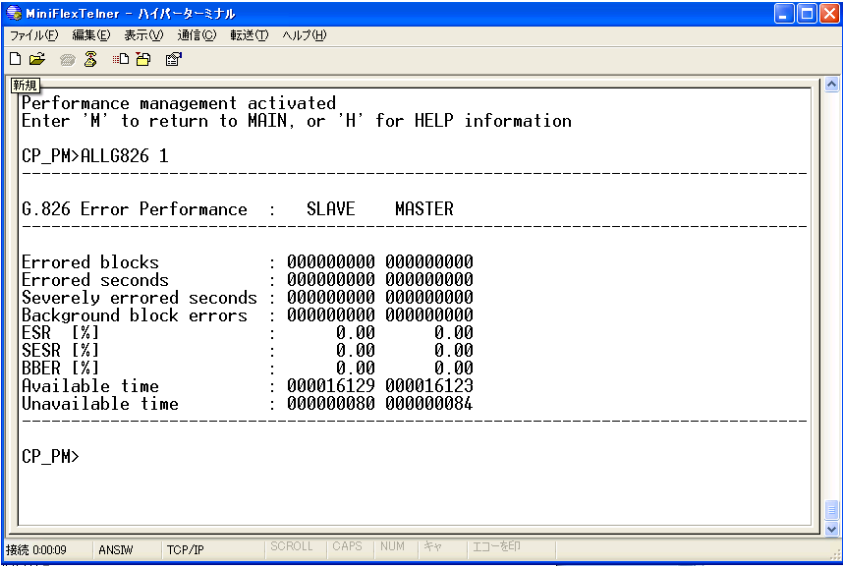 MiniFlexTelner - ハイパーターミナル
ファイル(F) 編集(E) 表示(V) 通信(C) 転送(T) ヘルプ(H)
新規
Performance management activated
Enter 'M' to return to MAIN, or 'H' for HELP information
CP_PM>ALLG826 1
G.826 Error Performance : SLAVE MASTER
Errored blocks : 000000000 000000000
Errored seconds : 000000000 000000000
Severely errored seconds : 000000000 000000000
Background block errors : 000000000 000000000
ESR [%] : 0.00 0.00
SESR [%] : 0.00 0.00
BBER [%] : 0.00 0.00
Available time : 000016129 000016123
Unavailable time : 000000080 000000084
CP_PM>
接続 0:00:09 ANSIW TCP/IP SCROLL CAPS NUM キャ エコーを印